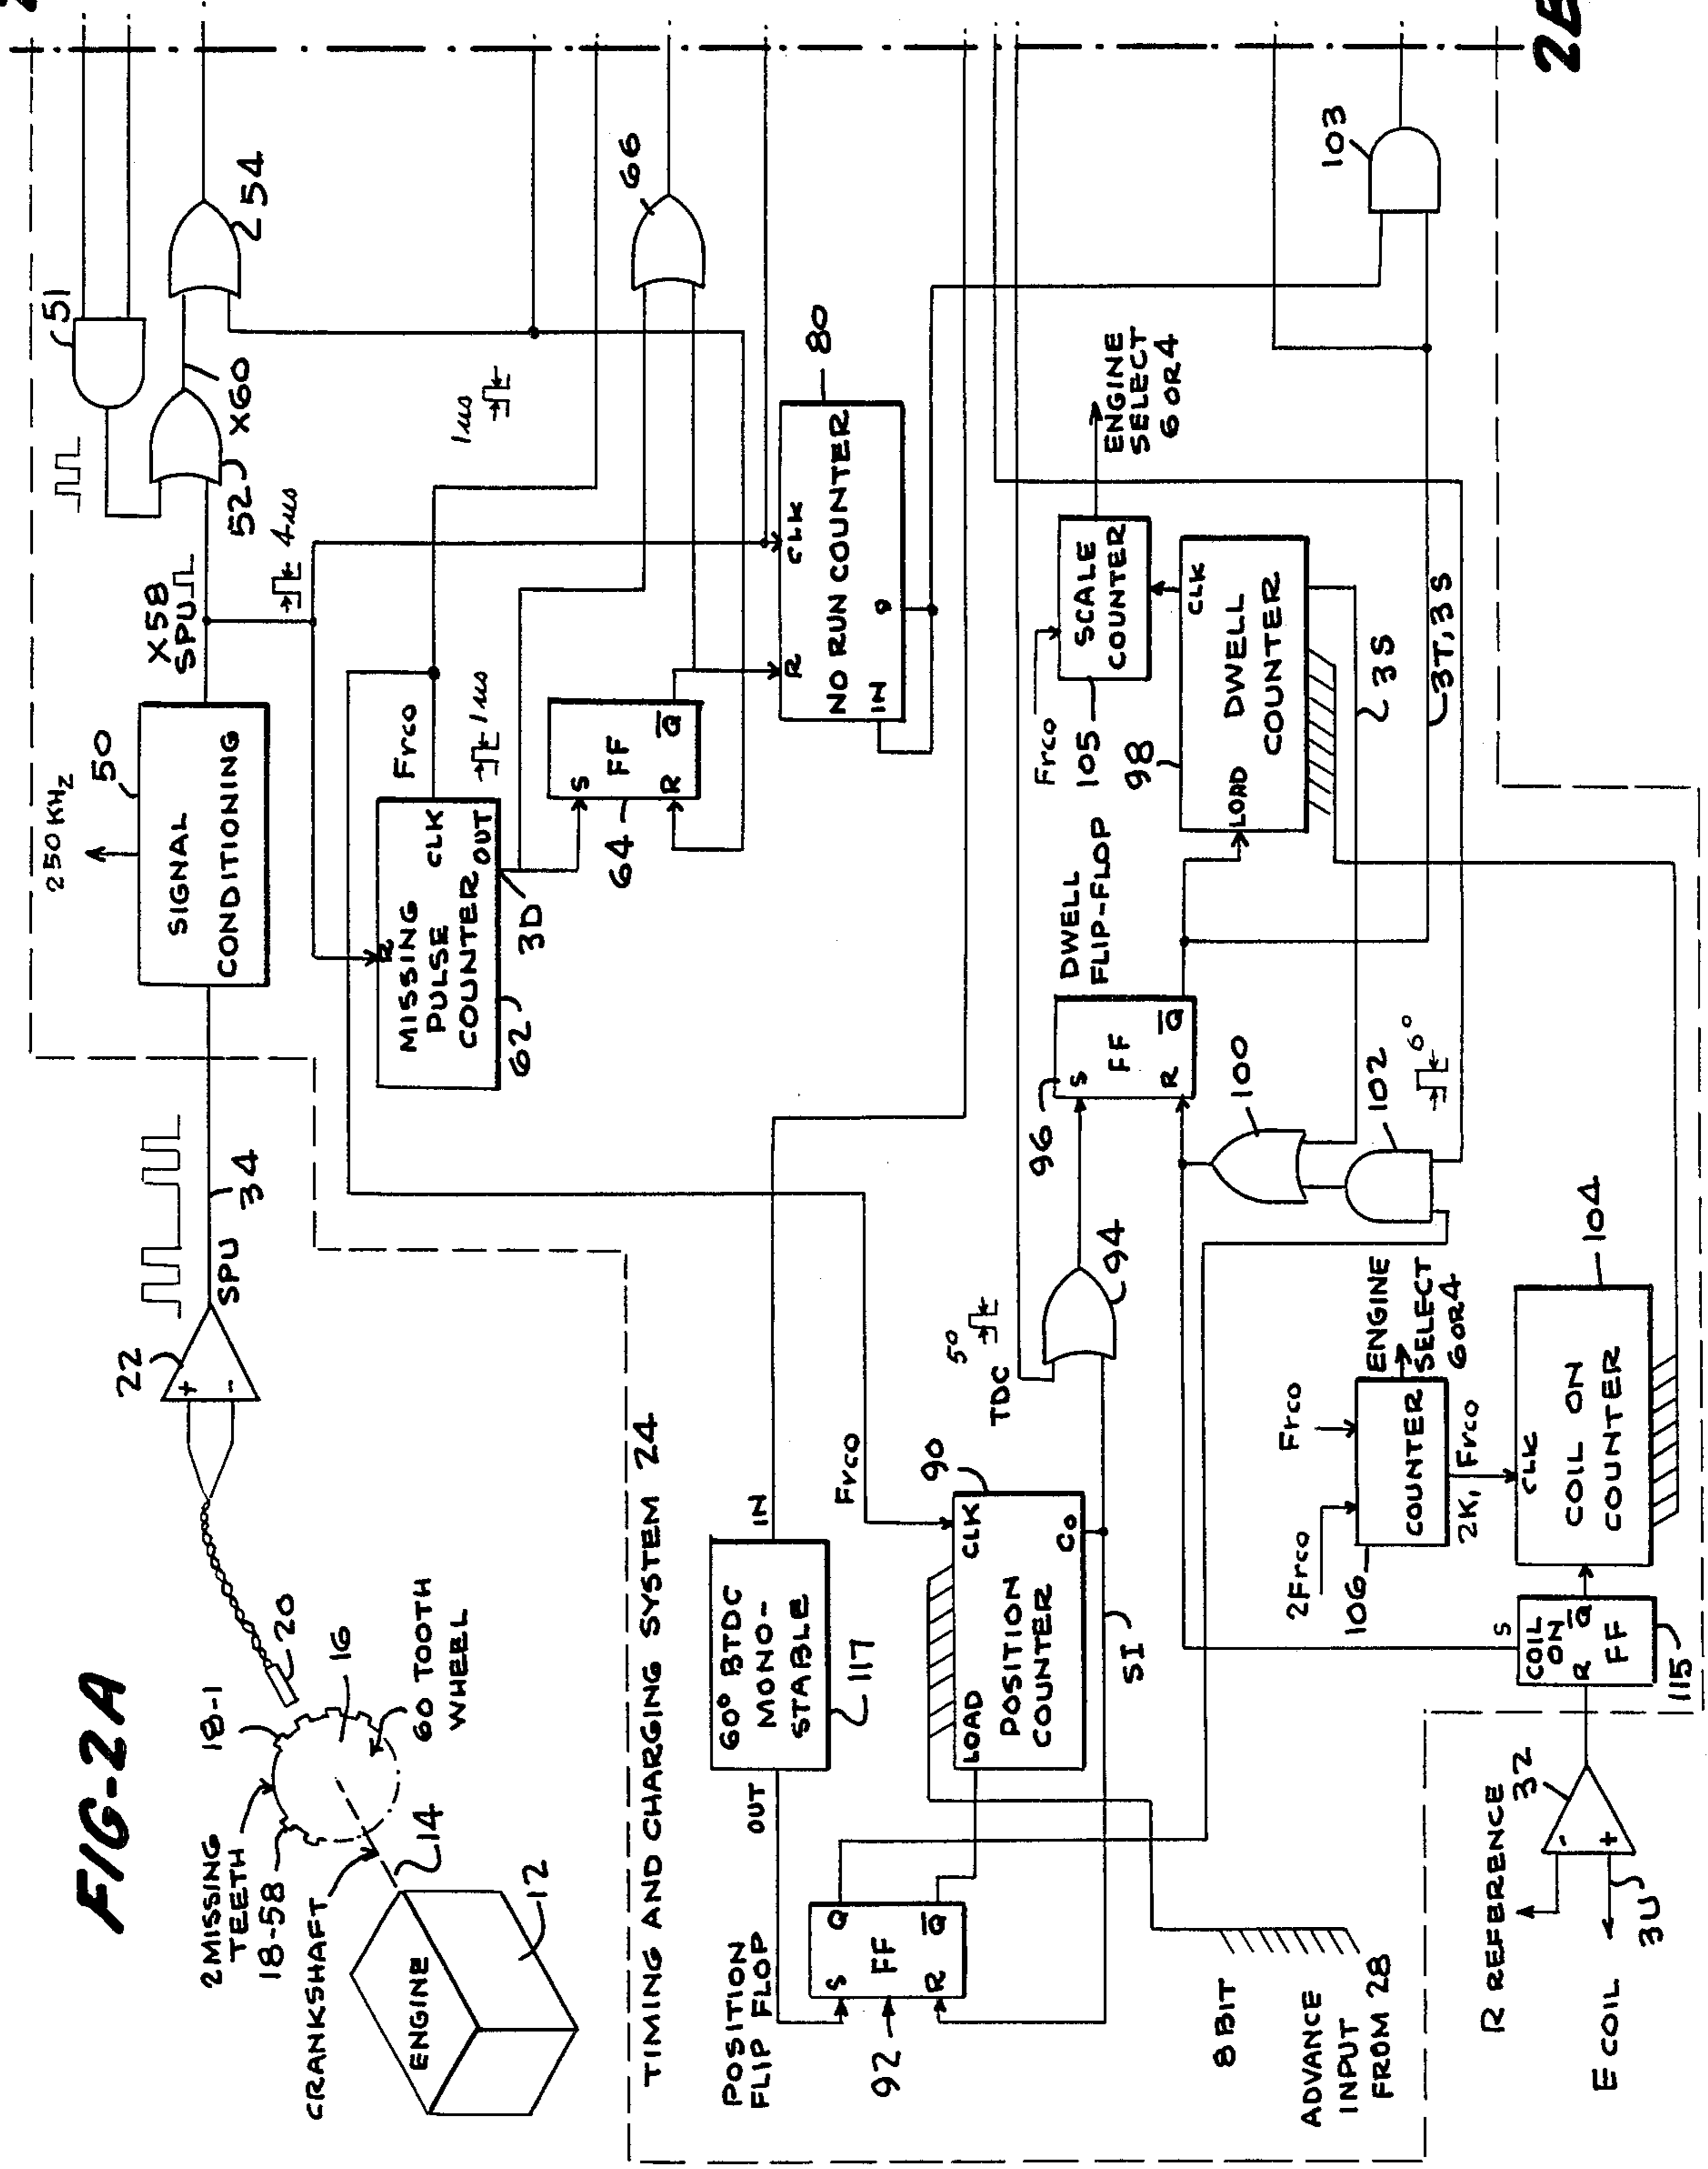 FIG-2A
2B
2 MISSING
TEETH
18-58
18-1
20
16
60 TOOTH
WHEEL
CRANKSHAFT
14
ENGINE
12
22
+
-
SPU
34
250 KHz
50
SIGNAL
CONDITIONING
X58
SPU
4us
52
X60
51
254
TIMING AND CHARGING SYSTEM 24
MISSING
PULSE
COUNTER
R
CLK
OUT
62
3D
Frco
1us
1us
S
FF
R
Q
64
66
R
CLK
NO RUN COUNTER
IN
Q
80
60° BTDC
MONO-
STABLE
IN
OUT
117
POSITION
FLIP FLOP
S
Q
FF
R
Q
92
Frco
90
LOAD
CLK
POSITION
COUNTER
Co
SI
TDC
5°
94
96
S
FF
R
Q
DWELL
FLIP-FLOP
Frco
105
SCALE
COUNTER
ENGINE
SELECT
6 OR 4
98
LOAD
CLK
DWELL
COUNTER
3S
3T, 3S
100
102
6°
103
8 BIT
ADVANCE
INPUT
FROM 28
2Frco
Frco
106
COUNTER
ENGINE
SELECT
6 OR 4
2K, Frco
CLK
COIL ON
COUNTER
104
S
COIL
ON
R
Q
FF
115
R REFERENCE
32
-
+
E COIL
3U